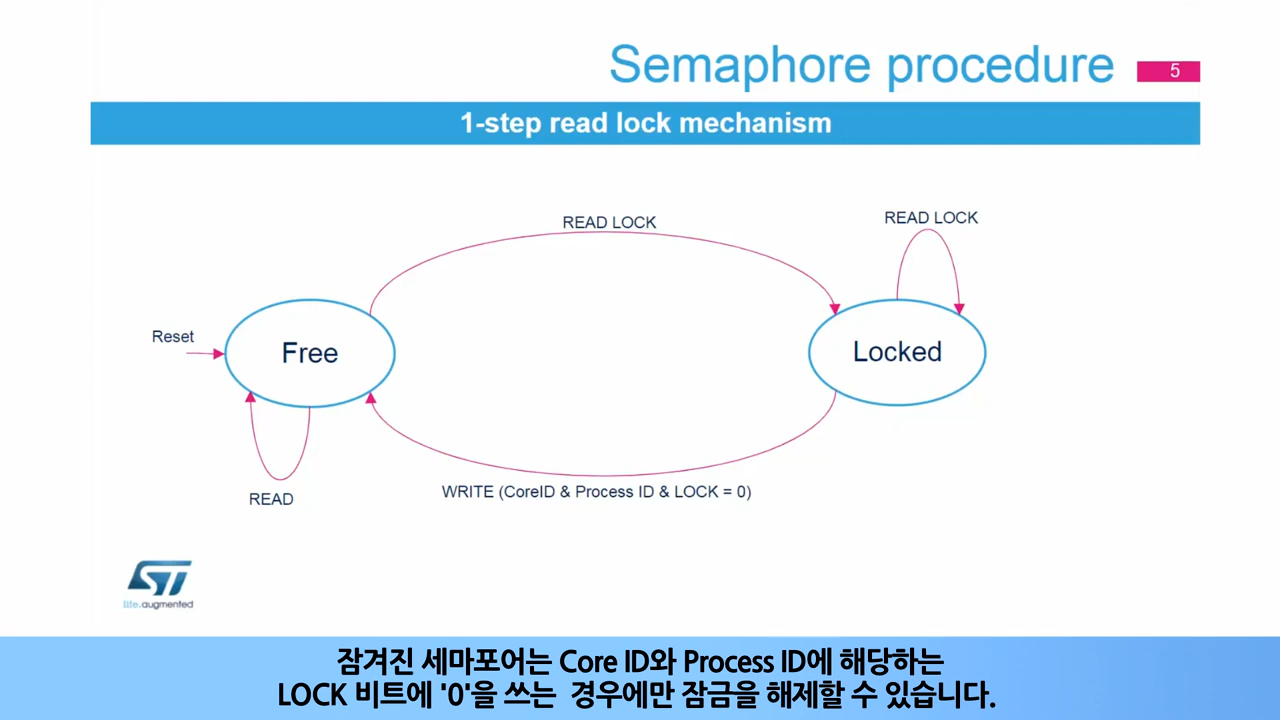 Semaphore procedure
5
1-step read lock mechanism
READ LOCK
READ LOCK
Reset
Free
Locked
READ
WRITE (CoreID & Process ID & LOCK = 0)
ST
life.augmented
잠겨진 세마포어는 Core ID와 Process ID에 해당하는
LOCK 비트에 '0'을 쓰는 경우에만 잠금을 해제할 수 있습니다.